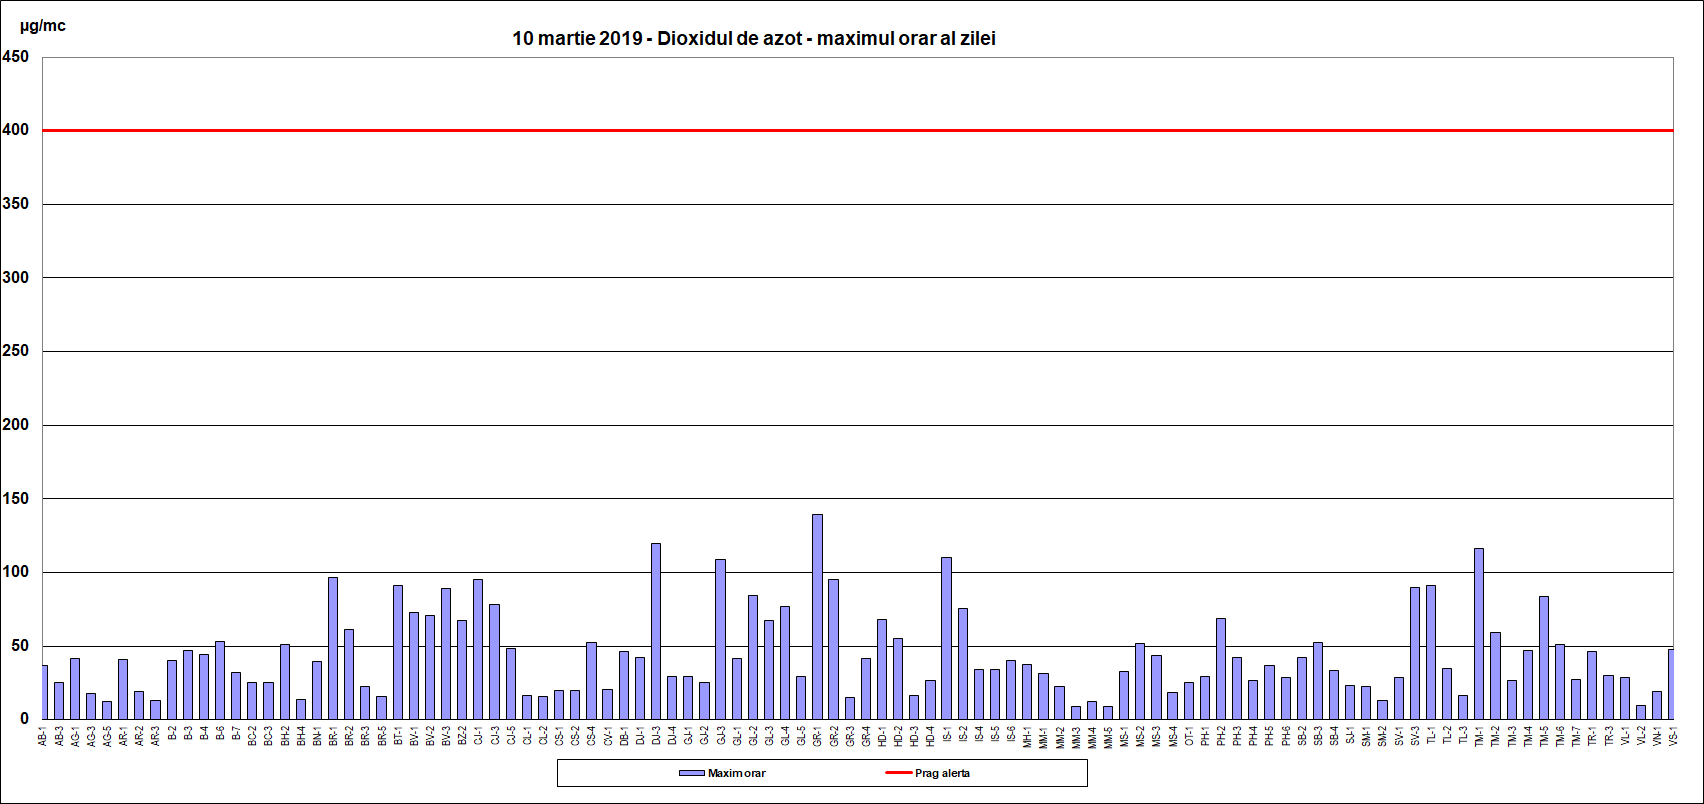 µg/mc
10 martie 2019 - Dioxidul de azot - maximul orar al zilei
450
400
350
300
250
200
150
100
50
0
AB-1 AB-3 AG-1 AG-3 AG-5 AR-1 AR-2 AR-3 B-2 B-3 B-4 B-6 B-7 BC-2 BC-3 BH-2 BH-4 BN-1 BR-1 BR-2 BR-3 BR-5 BT-1 BV-1 BV-2 BV-3 BZ-2 CJ-1 CJ-3 CJ-5 CL-1 CL-2 CS-1 CS-2 CS-4 CV-1 DB-1 DJ-1 DJ-3 DJ-4 GJ-1 GJ-2 GJ-3 GL-1 GL-2 GL-3 GL-4 GL-5 GR-1 GR-2 GR-3 GR-4 HD-1 HD-2 HD-3 HD-4 IS-1 IS-2 IS-4 IS-5 IS-6 MH-1 MM-1 MM-2 MM-3 MM-4 MM-5 MS-1 MS-2 MS-3 MS-4 OT-1 PH-1 PH-2 PH-3 PH-4 PH-5 PH-6 SB-2 SB-3 SB-4 SJ-1 SM-1 SM-2 SV-1 SV-3 TL-1 TL-2 TL-3 TM-1 TM-2 TM-3 TM-4 TM-5 TM-6 TM-7 TR-1 TR-3 VL-1 VL-2 VN-1 VS-1
Maxim orar Prag alerta